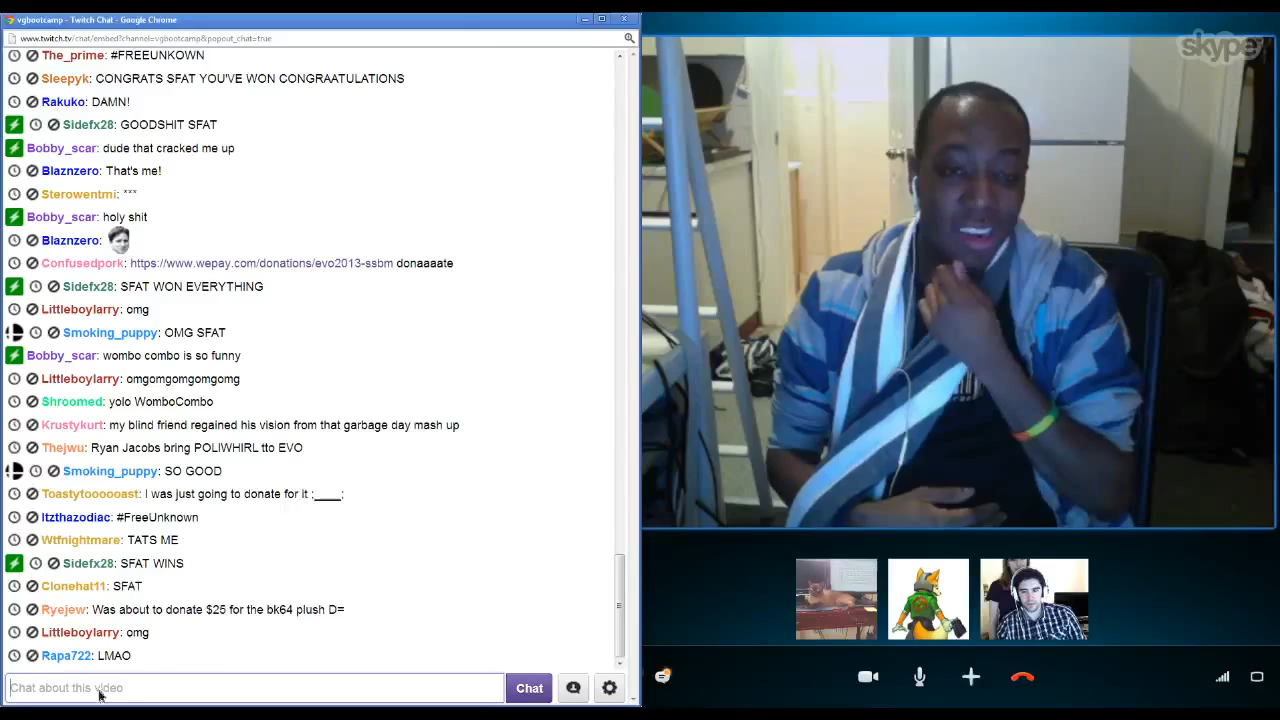 vgbootcamp - Twitch Chat - Google Chrome
www.twitch.tv/chat/embed?channel=vgbootcamp&popout_chat=true
The_prime: #FREEUNKOWN
Sleepyk: CONGRATS SFAT YOU'VE WON CONGRAATULATIONS
Rakuko: DAMN!
Sidefx28: GOODSHIT SFAT
Bobby_scar: dude that cracked me up
Blaznzero: That's me!
Sterowentmi: ***
Bobby_scar: holy shit
Blaznzero:
Confusedpork: https://www.wepay.com/donations/evo2013-ssbm donaaaate
Sidefx28: SFAT WON EVERYTHING
Littleboylarry: omg
Smoking_puppy: OMG SFAT
Bobby_scar: wombo combo is so funny
Littleboylarry: omgomgomgomgomg
Shroomed: yolo WomboCombo
Krustykurt: my blind friend regained his vision from that garbage day mash up
Thejwu: Ryan Jacobs bring POLIWHIRL tto EVO
Smoking_puppy: SO GOOD
Toastytoooooast: I was just going to donate for it ;____;
Itzthazodiac: #FreeUnknown
Wtfnightmare: TATS ME
Sidefx28: SFAT WINS
Clonehat11: SFAT
Ryejew: Was about to donate $25 for the bk64 plush D=
Littleboylarry: omg
Rapa722: LMAO
Chat about this video
Chat
skype